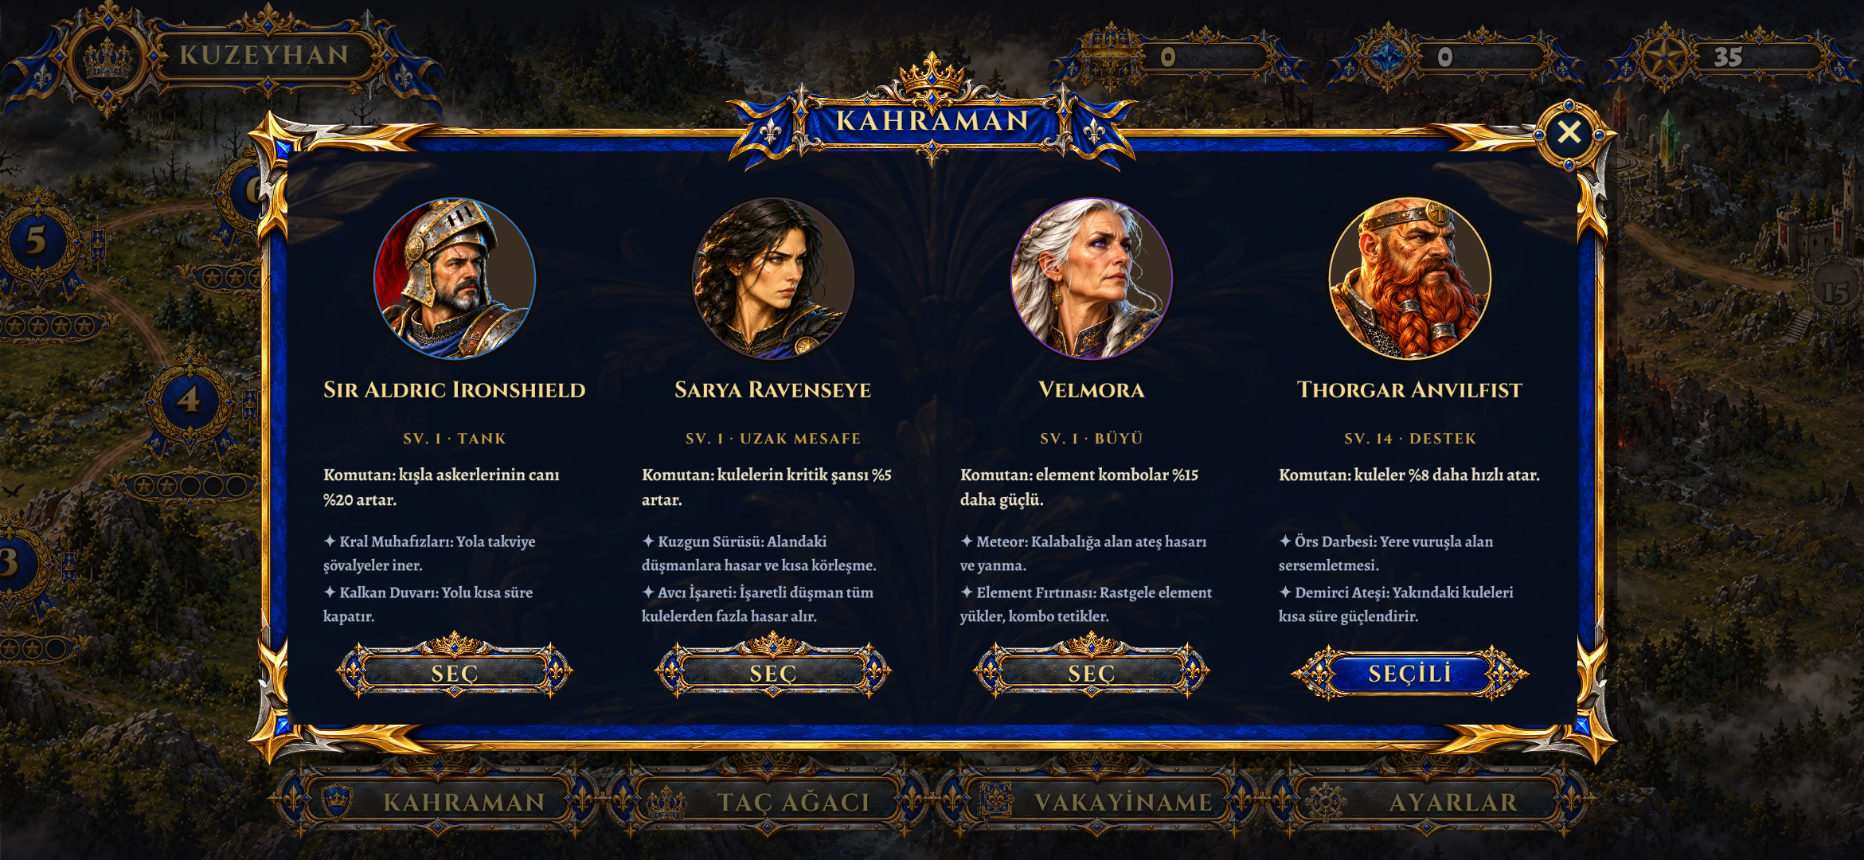 KUZEYHAN
0
0
35
KAHRAMAN
SIR ALDRIC IRONSHIELD
SV. 1 · TANK
Komutan: kışla askerlerinin canı
%20 artar.
✦ Kral Muhafızları: Yola takviye
şövalyeler iner.
✦ Kalkan Duvarı: Yolu kısa süre
kapatır.
SEÇ
SARYA RAVENSEYE
SV. 1 · UZAK MESAFE
Komutan: kulelerin kritik şansı %5
artar.
✦ Kuzgun Sürüsü: Alandaki
düşmanlara hasar ve kısa körleşme.
✦ Avcı İşareti: İşaretli düşman tüm
kulelerden fazla hasar alır.
SEÇ
VELMORA
SV. 1 · BÜYÜ
Komutan: element kombolar %15
daha güçlü.
✦ Meteor: Kalabalığa alan ateş hasarı
ve yanma.
✦ Element Fırtınası: Rastgele element
yükler, kombo tetikler.
SEÇ
THORGAR ANVILFIST
SV. 14 · DESTEK
Komutan: kuleler %8 daha hızlı atar.
✦ Örs Darbesi: Yere vuruşla alan
sersemletmesi.
✦ Demirci Ateşi: Yakındaki kuleleri
kısa süre güçlendirir.
SEÇİLİ
5
4
3
15
KAHRAMAN
TAÇ AĞACI
VAKAYİNAME
AYARLAR